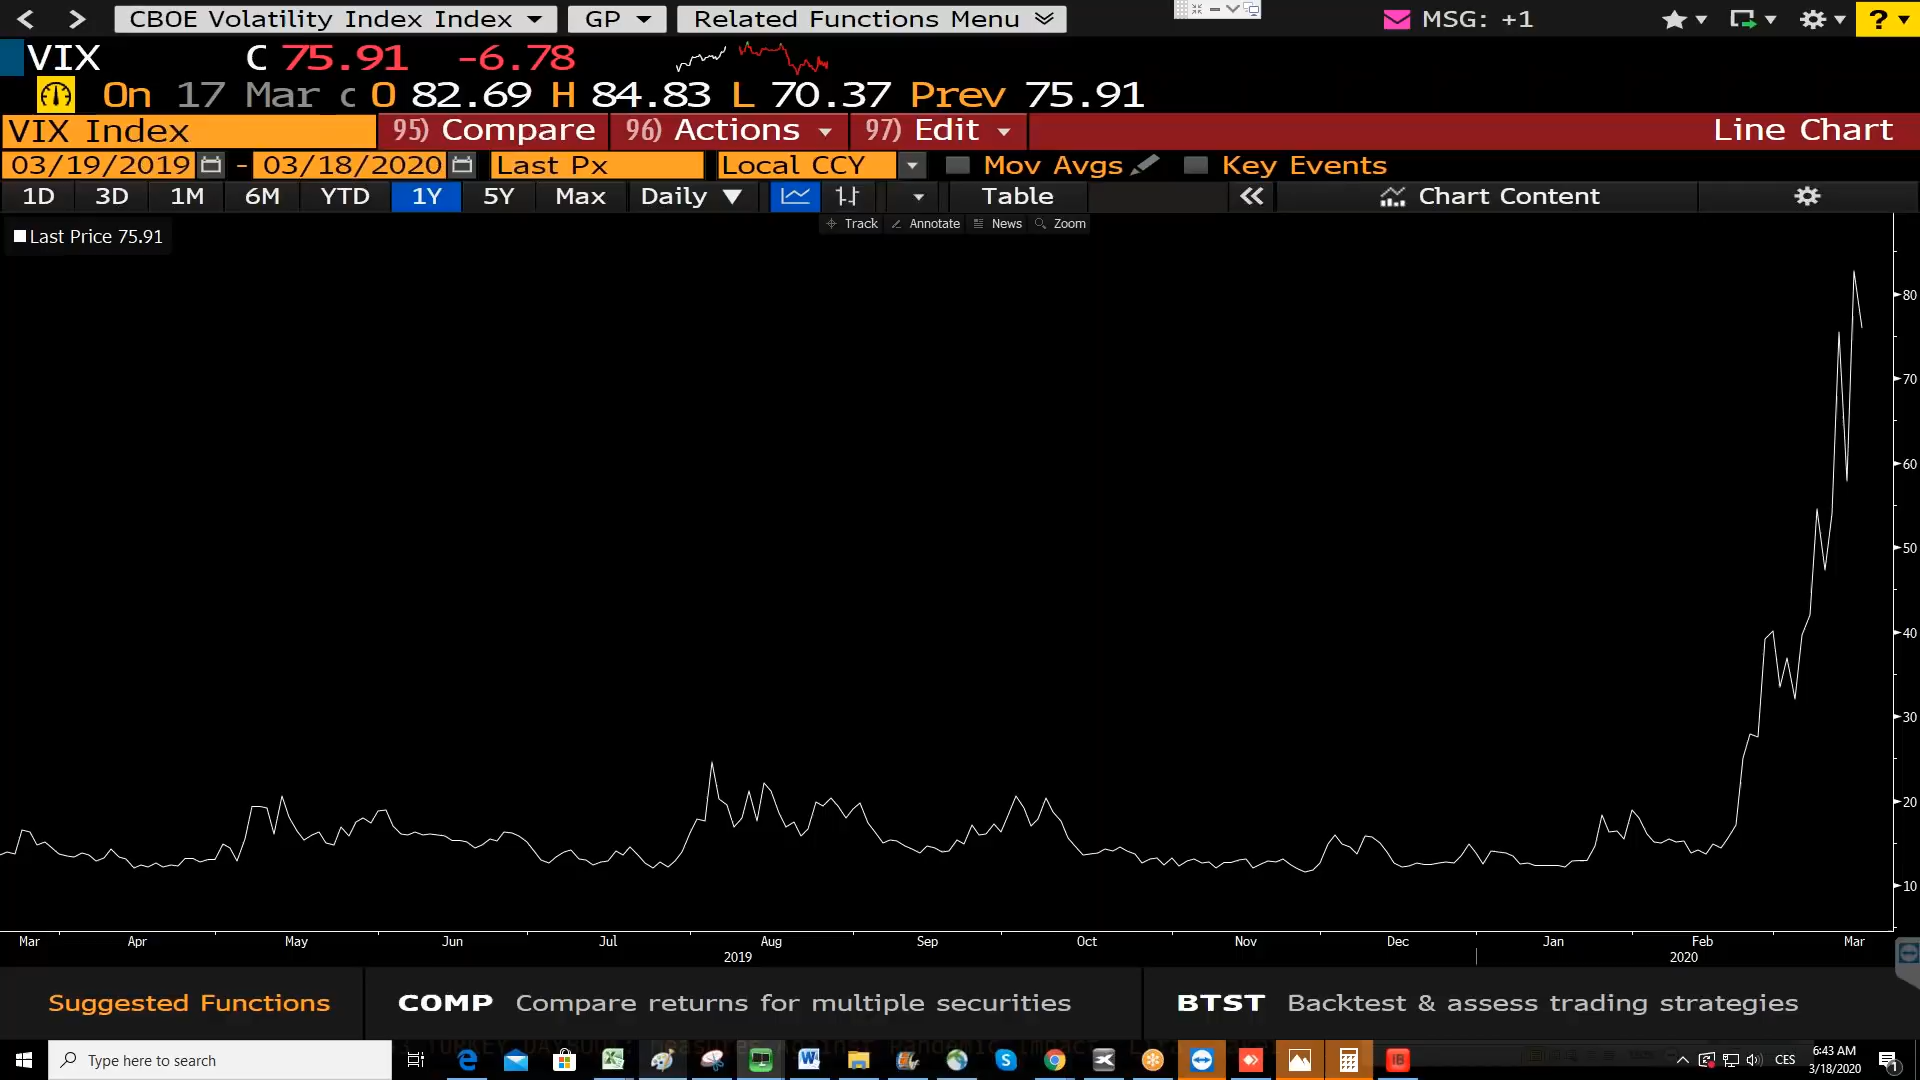 CBOE Volatility Index Index GP Related Functions Menu MSG: +1 ?
VIX C 75.91 -6.78
On 17 Mar O 82.69 H 84.83 L 70.37 Prev 75.91
VIX Index 95) Compare 96) Actions 97) Edit Line Chart
03/19/2019 - 03/18/2020 Last Px Local CCY Mov Avgs Key Events
1D 3D 1M 6M YTD 1Y 5Y Max Daily Table Chart Content
Track Annotate News Zoom
Last Price 75.91
80
70
60
50
40
30
20
10
Mar Apr May Jun Jul Aug Sep Oct Nov Dec Jan Feb Mar
2019 2020
Suggested Functions COMP Compare returns for multiple securities BTST Backtest & assess trading strategies
Type here to search CES 6:43 AM
3/18/2020